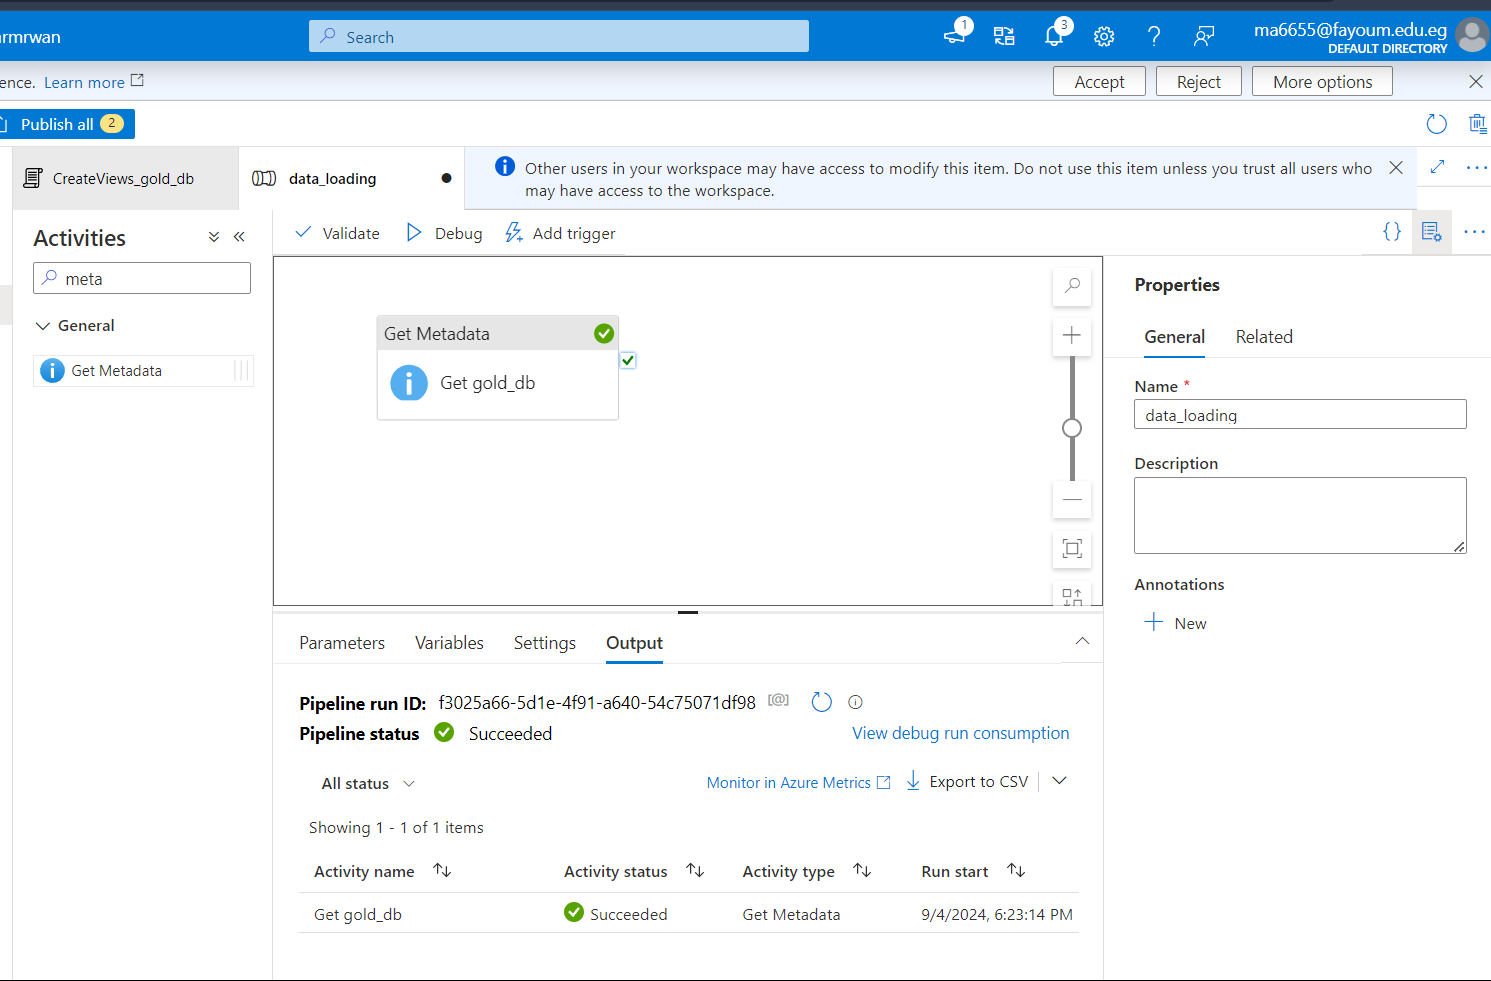 rmrwan
Search
1
3
ma6655@fayoum.edu.eg
DEFAULT DIRECTORY
ence. Learn more
Accept
Reject
More options
Publish all 2
CreateViews_gold_db
data_loading
Other users in your workspace may have access to modify this item. Do not use this item unless you trust all users who
may have access to the workspace.
Activities
meta
General
Get Metadata
Validate
Debug
Add trigger
Get Metadata
Get gold_db
Properties
General
Related
Name *
data_loading
Description
Annotations
New
Parameters
Variables
Settings
Output
Pipeline run ID: f3025a66-5d1e-4f91-a640-54c75071df98
Pipeline status Succeeded
View debug run consumption
All status
Monitor in Azure Metrics
Export to CSV
Showing 1 - 1 of 1 items
Activity name
Activity status
Activity type
Run start
Get gold_db
Succeeded
Get Metadata
9/4/2024, 6:23:14 PM